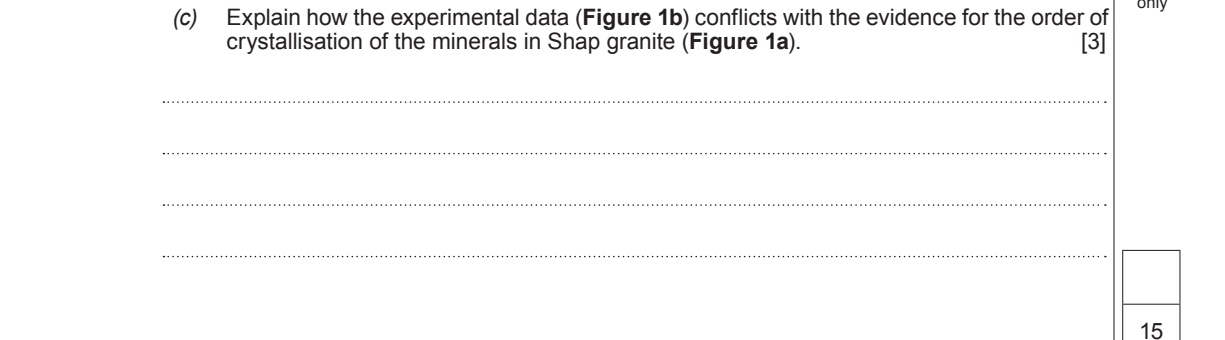 only
(c) Explain how the experimental data (Figure 1b) conflicts with the evidence for the order of
crystallisation of the minerals in Shap granite (Figure 1a). [3]
15